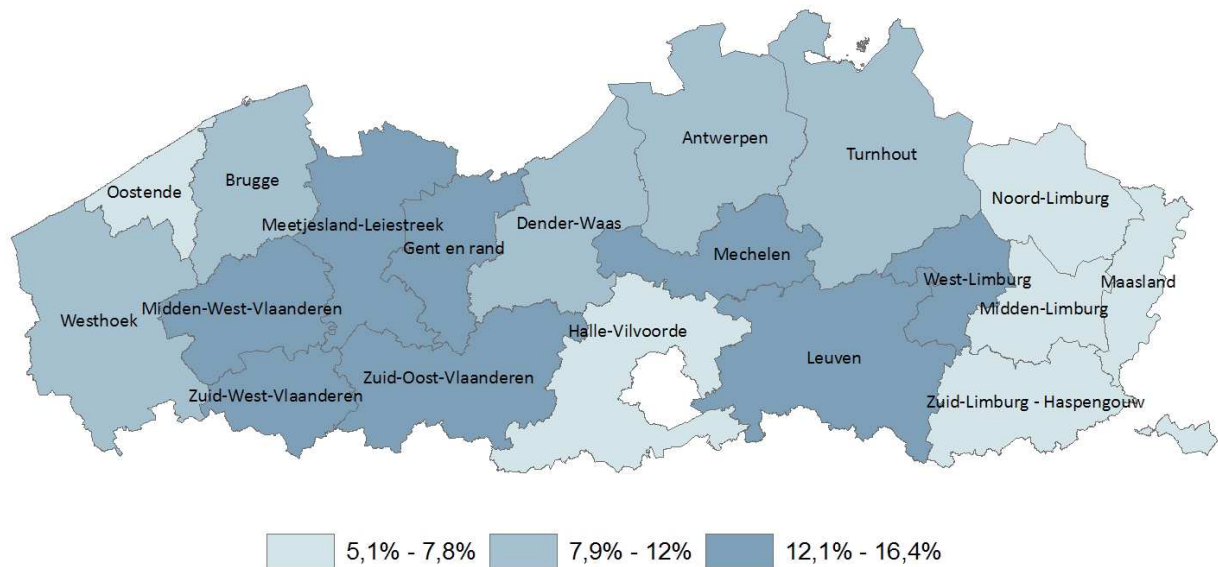 Antwerpen
Turnhout
Oostende
Brugge
Noord-Limburg
Meetjesland-Leiestreek
Dender-Waas
Gent en rand
Mechelen
West-Limburg
Maasland
Midden-West-Vlaanderen
Midden-Limburg
Westhoek
Halle-Vilvoorde
Leuven
Zuid-Oost-Vlaanderen
Zuid-West-Vlaanderen
Zuid-Limburg - Haspengouw
5,1% - 7,8%
7,9% - 12%
12,1% - 16,4%